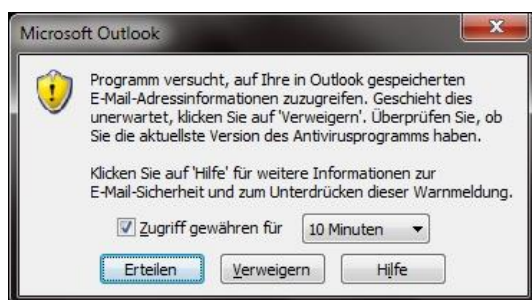 Microsoft Outlook
Programm versucht, auf Ihre in Outlook gespeicherten
E-Mail-Adressinformationen zuzugreifen. Geschieht dies
unerwartet, klicken Sie auf 'Verweigern'. Überprüfen Sie, ob
Sie die aktuellste Version des Antivirusprogramms haben.
Klicken Sie auf 'Hilfe' für weitere Informationen zur
E-Mail-Sicherheit und zum Unterdrücken dieser Warnmeldung.
Zugriff gewähren für 10 Minuten
Erteilen Verweigern Hilfe